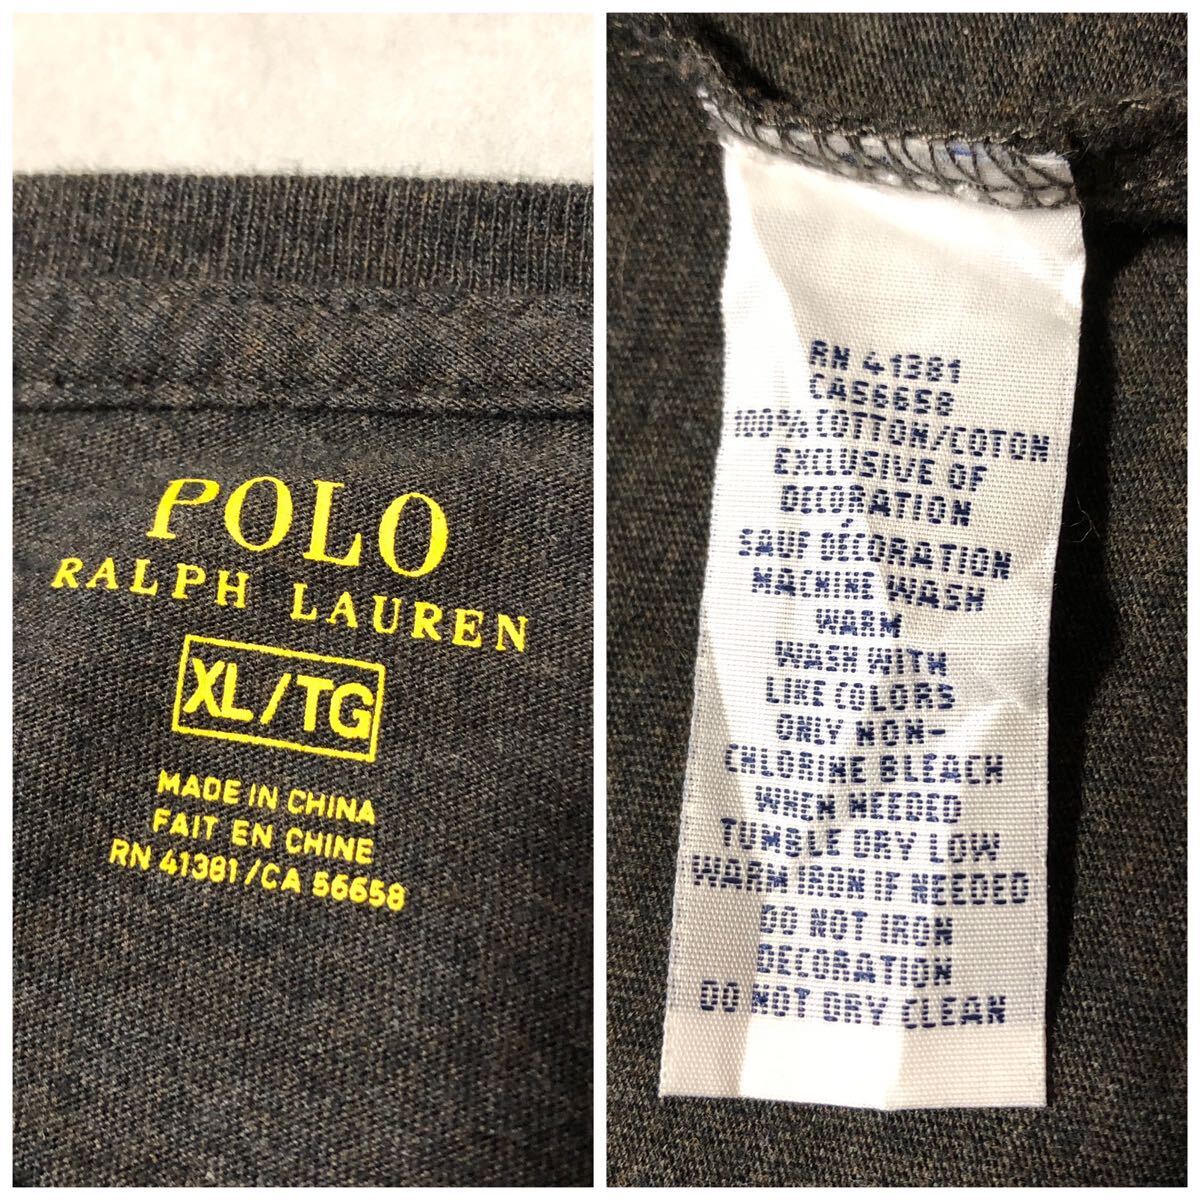 POLO
RALPH LAUREN
XL/TG
MADE IN CHINA
FAIT EN CHINE
RN 41381/CA 56658
RN 41381
CA56658
100% COTTON/COTON
EXCLUSIVE OF
DECORATION
SAUF DÉCORATION
MACHINE WASH
WARM
WASH WITH
LIKE COLORS
ONLY NON-
CHLORINE BLEACH
WHEN NEEDED
TUMBLE DRY LOW
WARM IRON IF NEEDED
DO NOT IRON
DECORATION
DO NOT DRY CLEAN